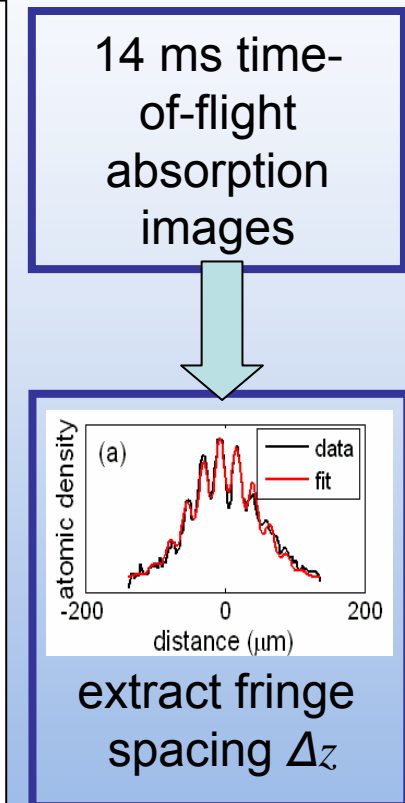 14 ms time-
of-flight
absorption
images
(a)
data
fit
atomic density
-200
0
200
distance (μm)
extract fringe
spacing Δz